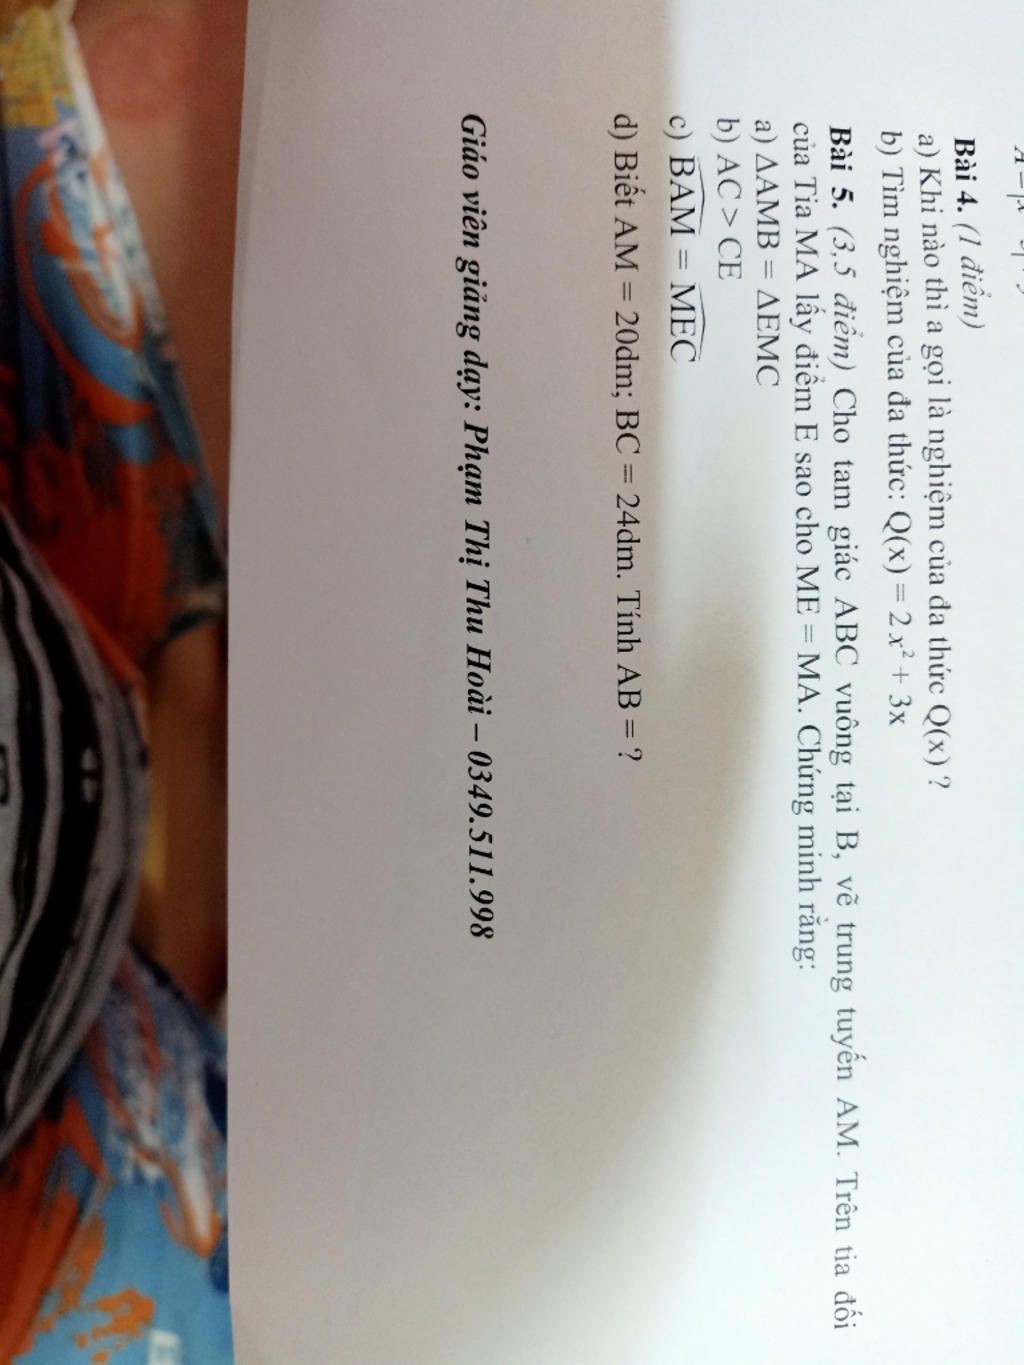 Bài 4. (1 điểm)
a) Khi nào thì a gọi là nghiệm của đa thức Q(x) ?
b) Tìm nghiệm của đa thức: Q(x) = 2x² + 3x
Bài 5. (3,5 điểm) Cho tam giác ABC vuông tại B, vẽ trung tuyến AM. Trên tia đối
của Tia MA lấy điểm E sao cho ME = MA. Chứng minh rằng:
a) ΔAMB = ΔEMC
b) AC > CE
c) \widehat{BAM} = \widehat{MEC}
d) Biết AM = 20dm; BC = 24dm. Tính AB = ?
Giáo viên giảng dạy: Phạm Thị Thu Hoài – 0349.511.998